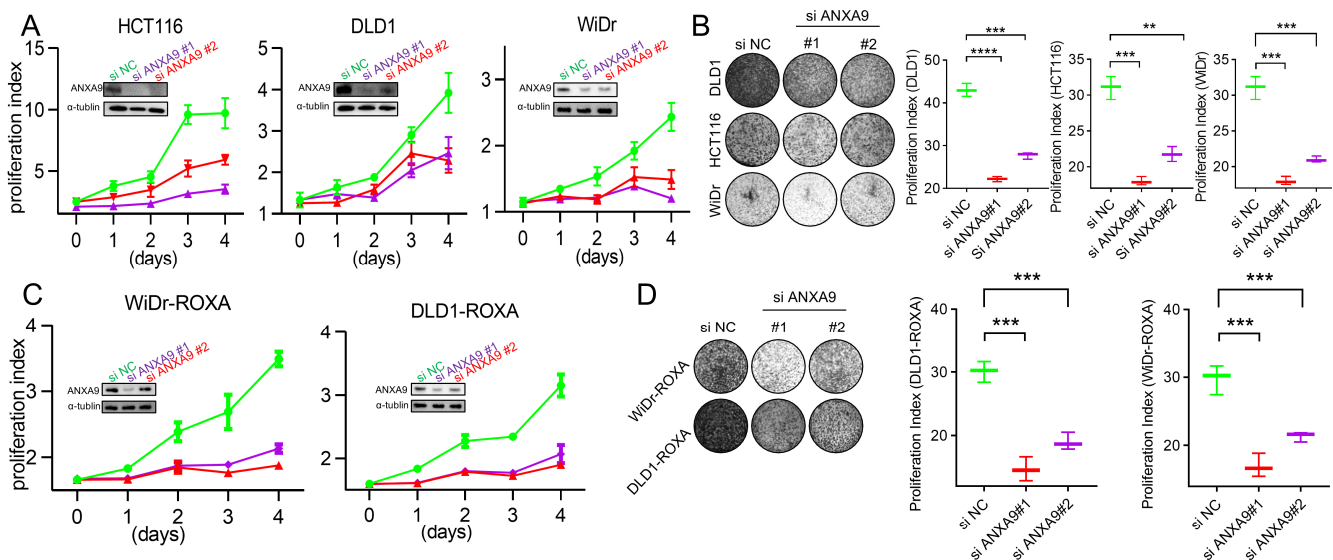 A
HCT116
proliferation index
15
10
5
si NC
si ANXA9 #1
si ANXA9 #2
ANXA9
α-tublin
0 1 2 3 4
(days)
DLD1
5
4
3
2
1
si NC
si ANXA9 #1
si ANXA9 #2
ANXA9
α-tublin
0 1 2 3 4
(days)
WiDr
3
2
1
si NC
si ANXA9 #1
si ANXA9 #2
ANXA9
α-tublin
0 1 2 3 4
(days)
B
si ANXA9
si NC #1 #2
DLD1
HCT116
WiDr
Proliferation Index (DLD1)
50
40
30
20
***
****
si NC
si ANXA9#1
Si ANXA9#2
Proliferation Index (HCT116)
35
30
25
20
**
***
si NC
si ANXA9#1
Si ANXA9#2
Proliferation Index (WiDr)
35
30
25
20
***
***
si NC
si ANXA9#1
si ANXA9#2
C
WiDr-ROXA
proliferation index
4
3
2
si NC
si ANXA9 #1
si ANXA9 #2
ANXA9
α-tublin
0 1 2 3 4
(days)
DLD1-ROXA
4
3
2
si NC
si ANXA9 #1
si ANXA9 #2
ANXA9
α-tublin
0 1 2 3 4
(days)
D
si ANXA9
si NC #1 #2
WiDr-ROXA
DLD1-ROXA
Proliferation Index (DLD1-ROXA)
40
30
20
***
***
si NC
si ANXA9#1
si ANXA9#2
Proliferation Index (WiDr-ROXA)
40
30
20
***
***
si NC
si ANXA9#1
si ANXA9#2